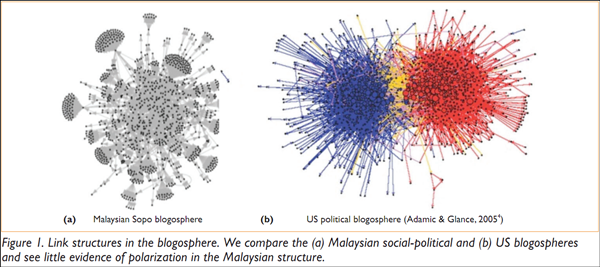 (a) Malaysian Sopo blogosphere
(b) US political blogosphere (Adamic & Glance, 2005⁴)
Figure 1. Link structures in the blogosphere. We compare the (a) Malaysian social-political and (b) US blogospheres
and see little evidence of polarization in the Malaysian structure.